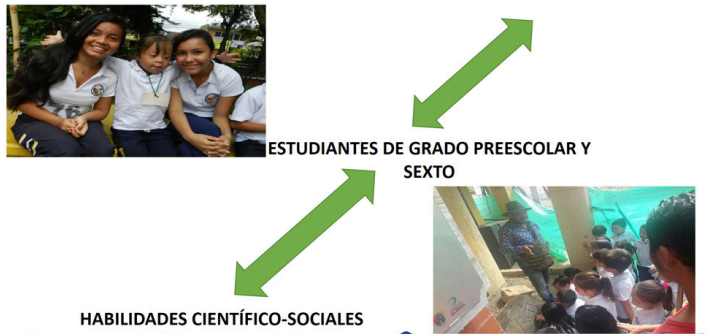 ESTUDIANTES DE GRADO PREESCOLAR Y
SEXTO
HABILIDADES CIENTÍFICO-SOCIALES